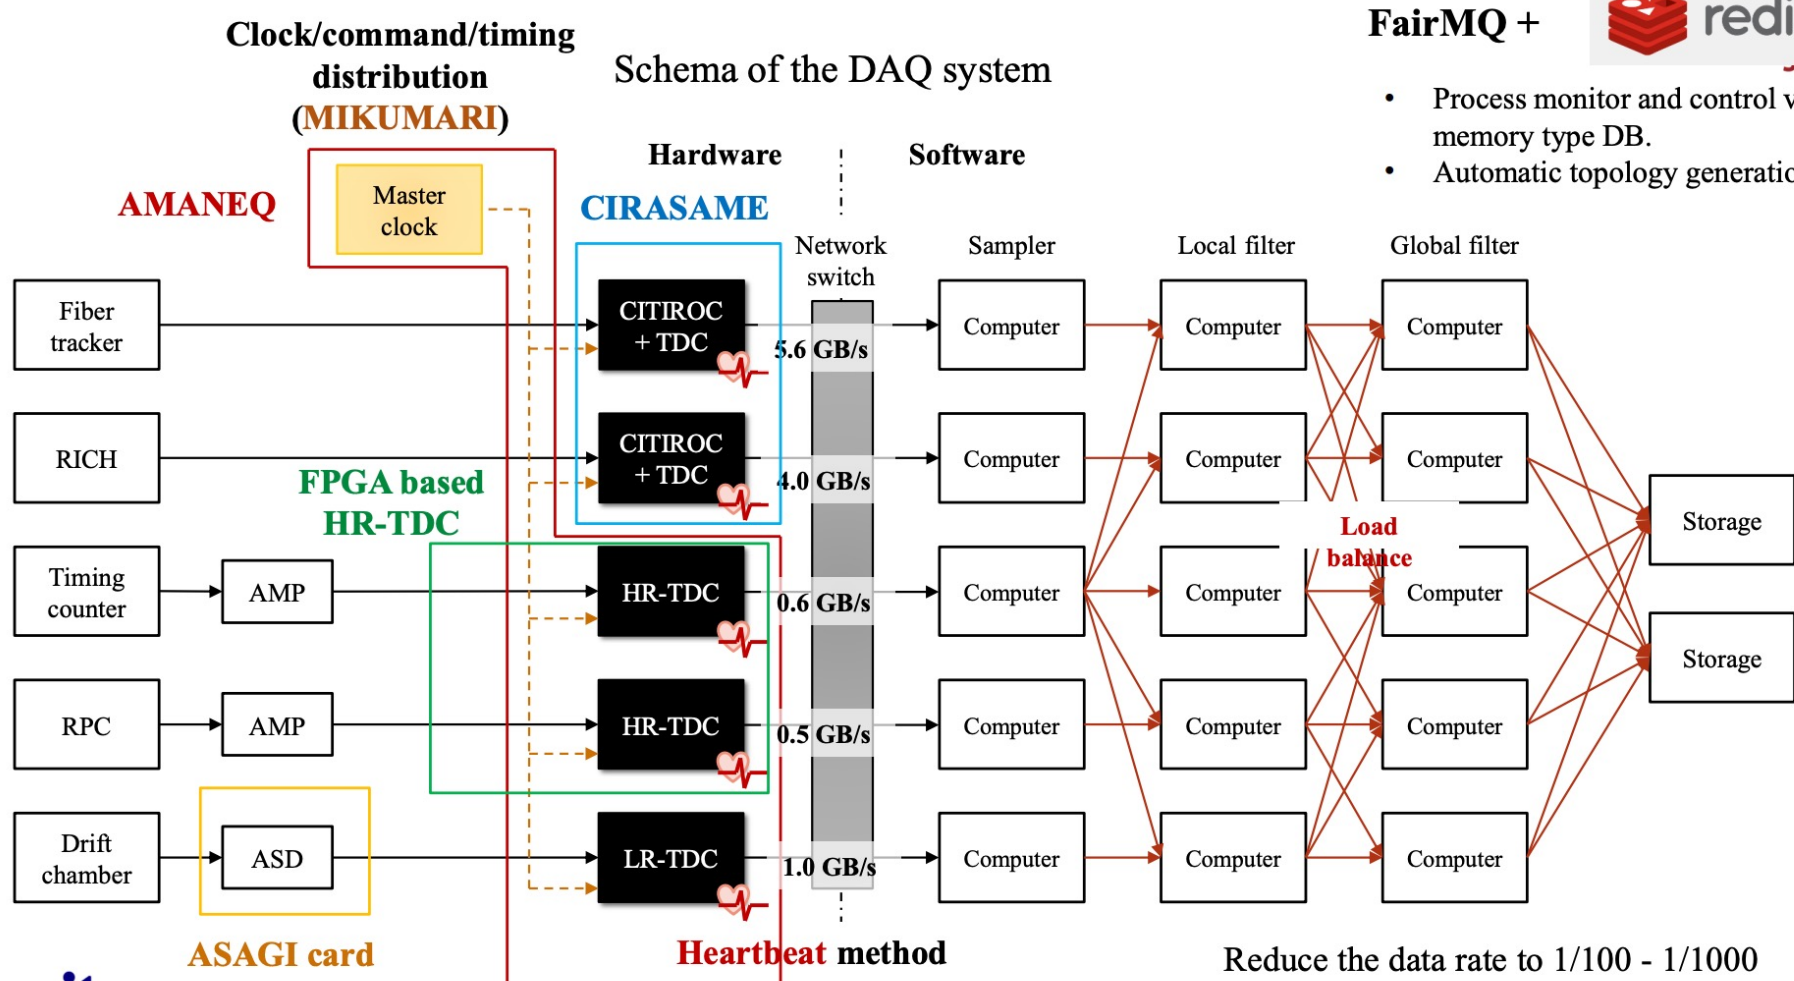 Clock/command/timing
distribution
(MIKUMARI)
Schema of the DAQ system
FairMQ +
redi
• Process monitor and control
memory type DB.
• Automatic topology
Hardware
Software
AMANEQ
Master
clock
CIRASAME
Network
switch
Sampler
Local filter
Global filter
Fiber
tracker
CITIROC
+ TDC
5.6 GB/s
Computer
Computer
Computer
RICH
CITIROC
+ TDC
4.0 GB/s
Computer
Computer
Computer
FPGA based
HR-TDC
Load
balance
Storage
Timing
counter
AMP
HR-TDC
0.6 GB/s
Computer
Computer
Computer
Storage
RPC
AMP
HR-TDC
0.5 GB/s
Computer
Computer
Computer
Drift
chamber
ASD
LR-TDC
1.0 GB/s
Computer
Computer
Computer
ASAGI card
Heartbeat method
Reduce the data rate to 1/100 - 1/1000